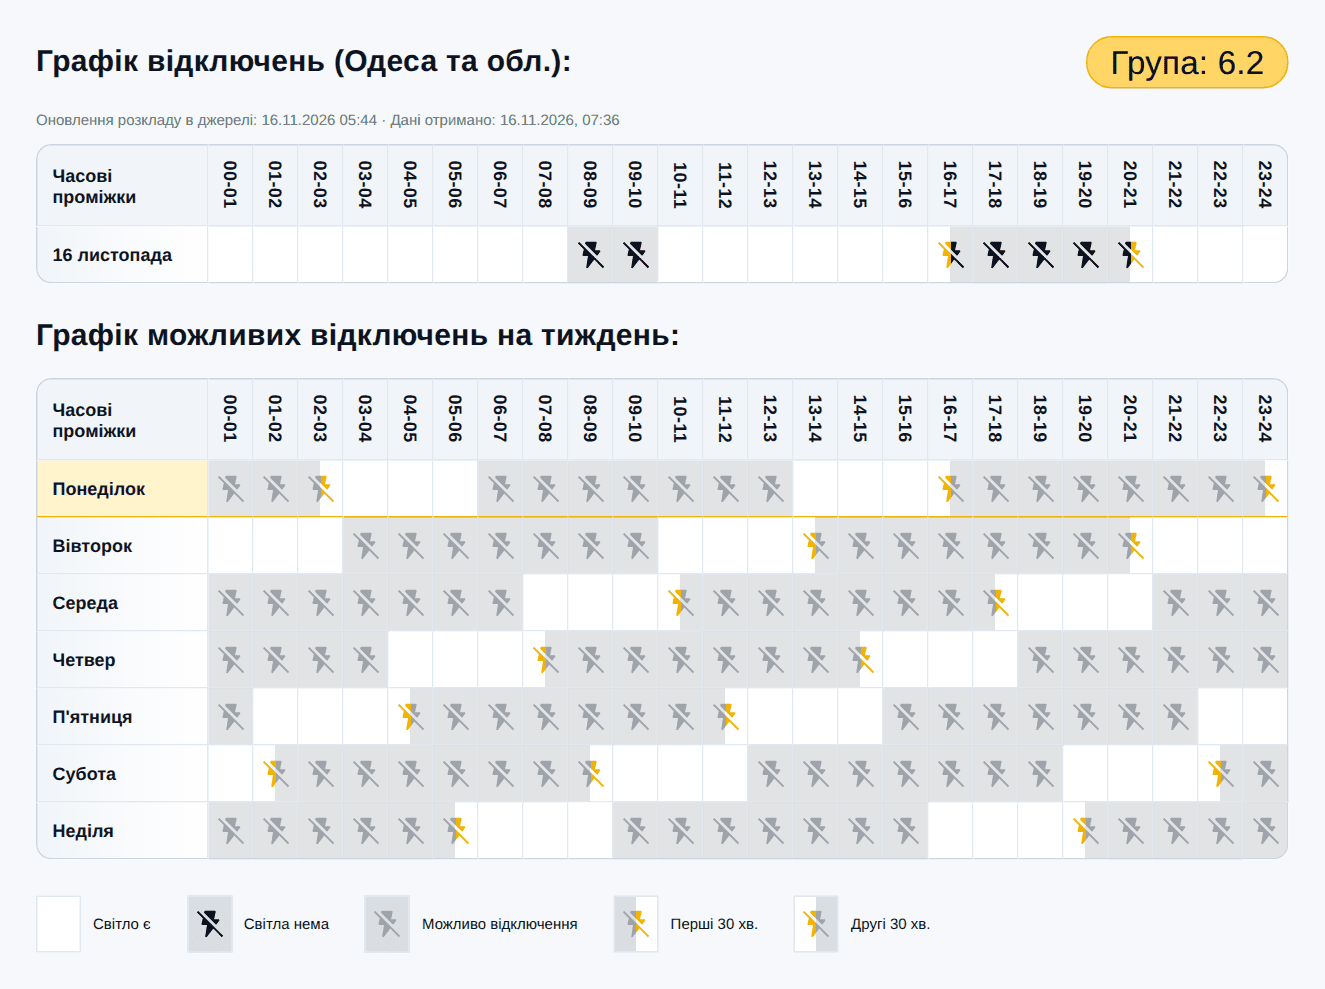 Графік відключень (Одеса та обл.):
Група: 6.2
Оновлення розкладу в джерелі: 16.11.2026 05:44 · Дані отримано: 16.11.2026, 07:36
Часові
проміжки
00-01 01-02 02-03 03-04 04-05 05-06 06-07 07-08 08-09 09-10 10-11 11-12 12-13 13-14 14-15 15-16 16-17 17-18 18-19 19-20 20-21 21-22 22-23 23-24
16 листопада
Графік можливих відключень на тиждень:
Часові
проміжки
00-01 01-02 02-03 03-04 04-05 05-06 06-07 07-08 08-09 09-10 10-11 11-12 12-13 13-14 14-15 15-16 16-17 17-18 18-19 19-20 20-21 21-22 22-23 23-24
Понеділок
Вівторок
Середа
Четвер
П'ятниця
Субота
Неділя
Світло є
Світла нема
Можливо відключення
Перші 30 хв.
Другі 30 хв.